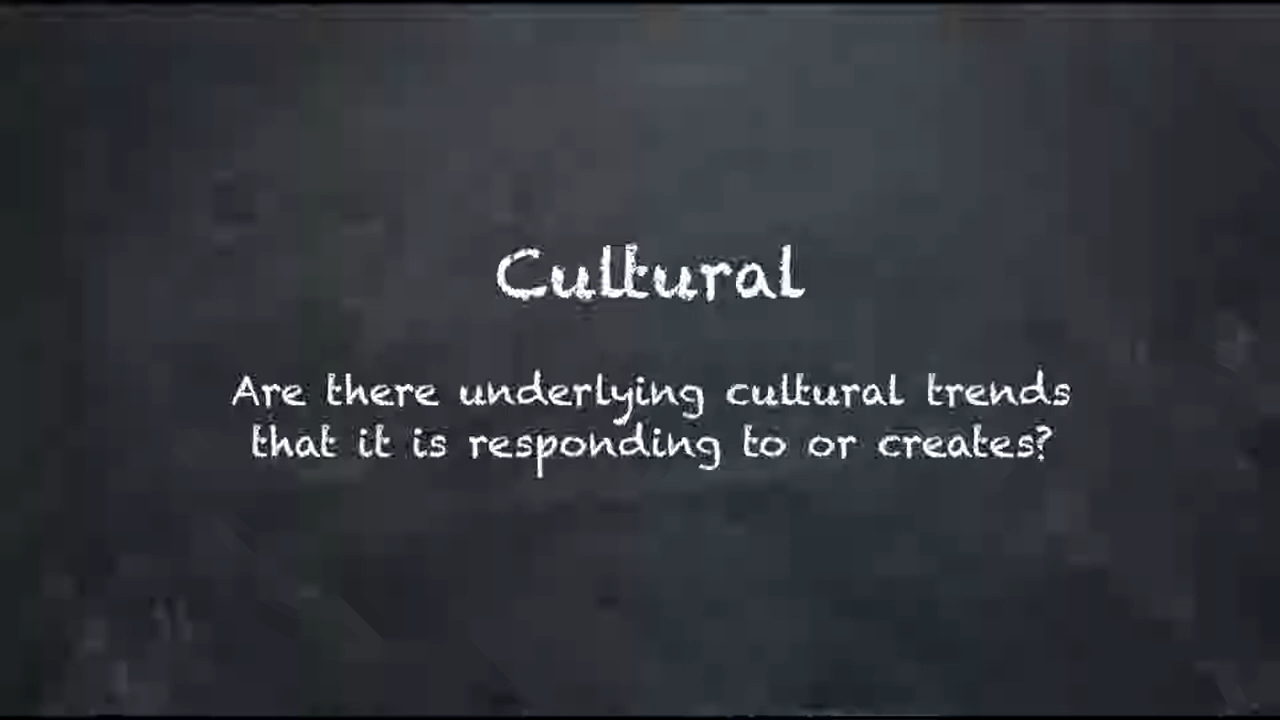 Cultural
Are there underlying cultural trends
that it is responding to or creates?